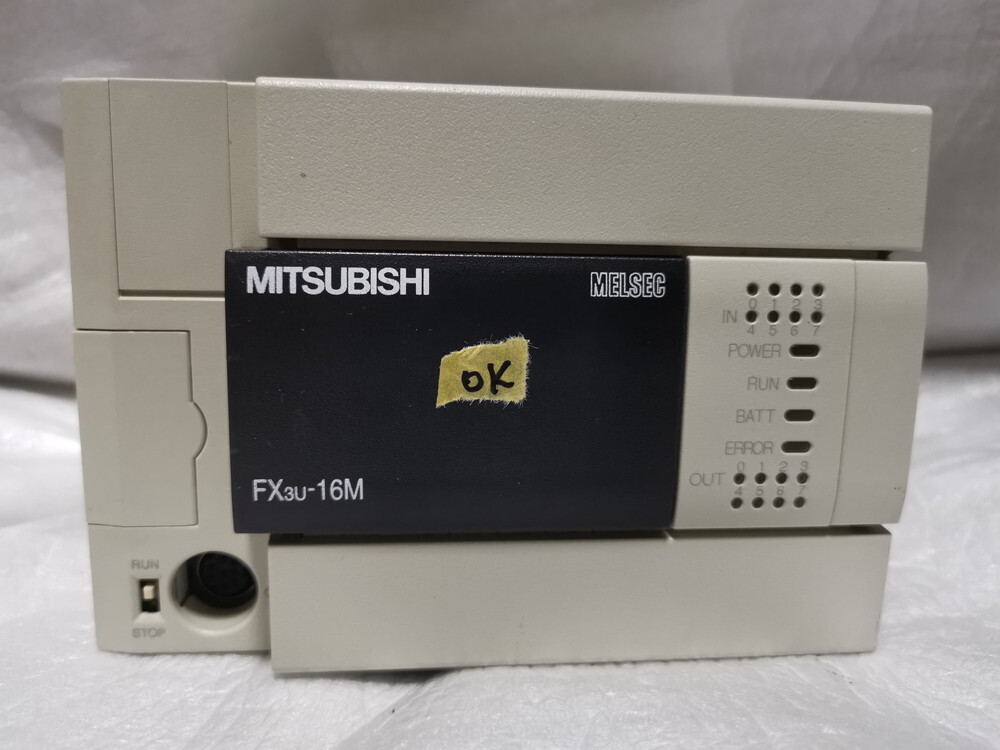 MITSUBISHI
MELSEC
OK
FX3U-16M
0 1 2 3
IN
4 5 6 7
POWER
RUN
BATT
ERROR
0 1 2 3
OUT
4 5 6 7
RUN
STOP